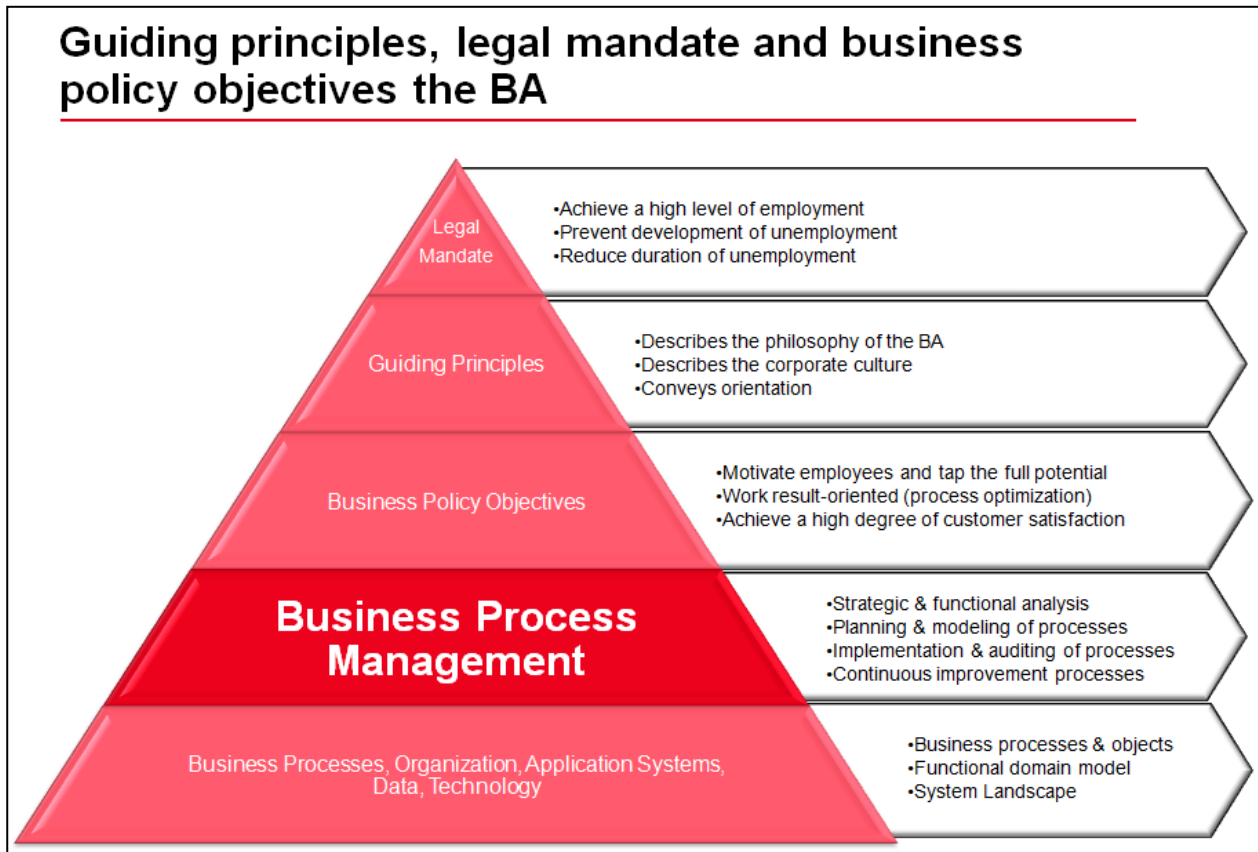 Guiding principles, legal mandate and business
policy objectives the BA
Legal
Mandate
•Achieve a high level of employment
•Prevent development of unemployment
•Reduce duration of unemployment
Guiding Principles
•Describes the philosophy of the BA
•Describes the corporate culture
•Conveys orientation
Business Policy Objectives
•Motivate employees and tap the full potential
•Work result-oriented (process optimization)
•Achieve a high degree of customer satisfaction
Business Process
Management
•Strategic & functional analysis
•Planning & modeling of processes
•Implementation & auditing of processes
•Continuous improvement processes
Business Processes, Organization, Application Systems,
Data, Technology
•Business processes & objects
•Functional domain model
•System Landscape